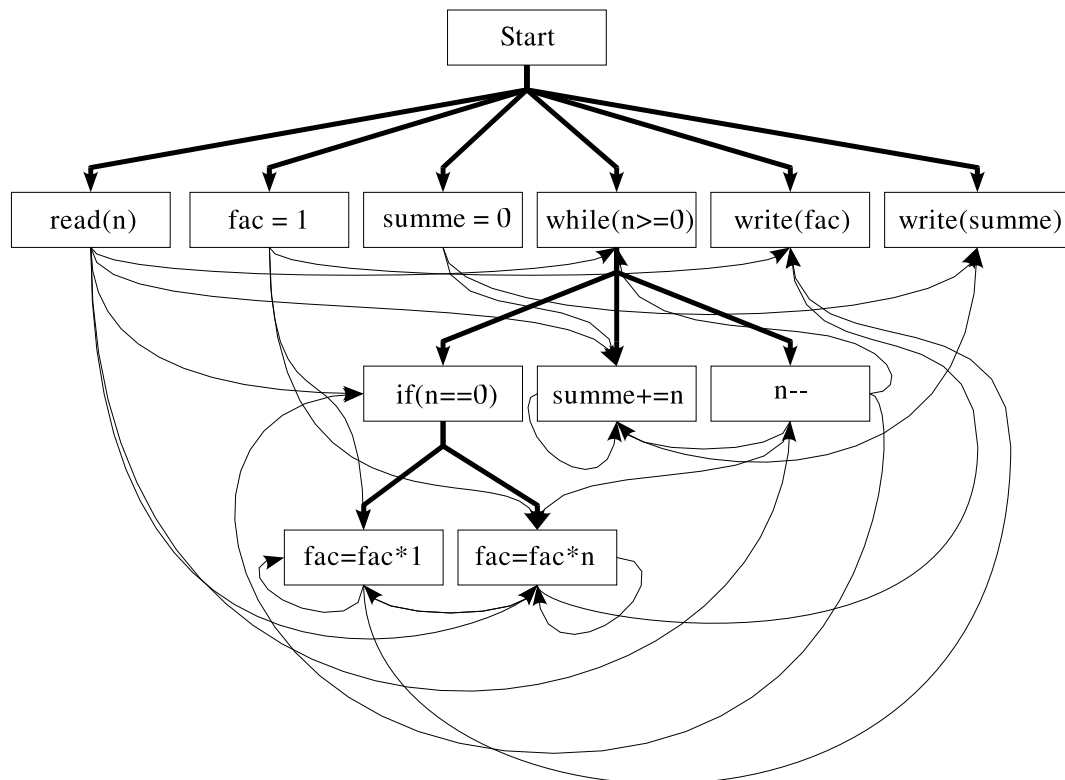 Start
read(n)
fac = 1
summe = 0
while(n>=0)
write(fac)
write(summe)
if(n==0)
summe+=n
n--
fac=fac*1
fac=fac*n